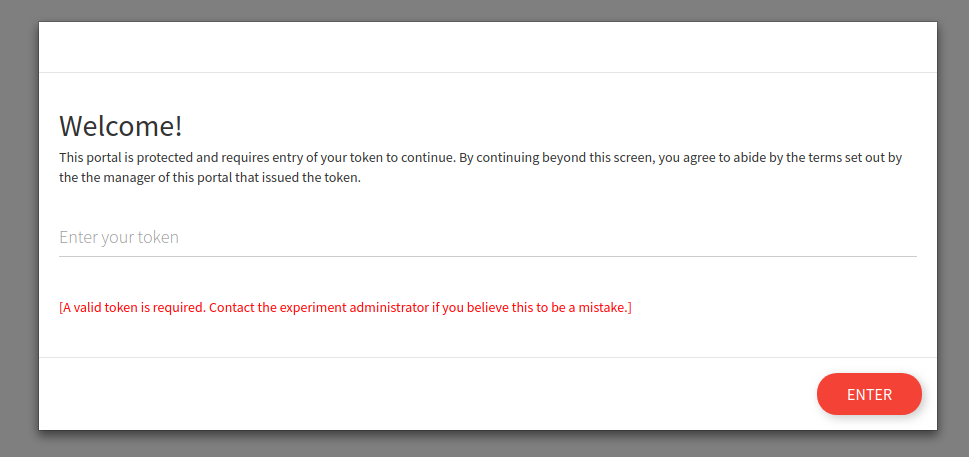 Welcome!
This portal is protected and requires entry of your token to continue. By continuing beyond this screen, you agree to abide by the terms set out by
the the manager of this portal that issued the token.
Enter your token
[A valid token is required. Contact the experiment administrator if you believe this to be a mistake.]
ENTER